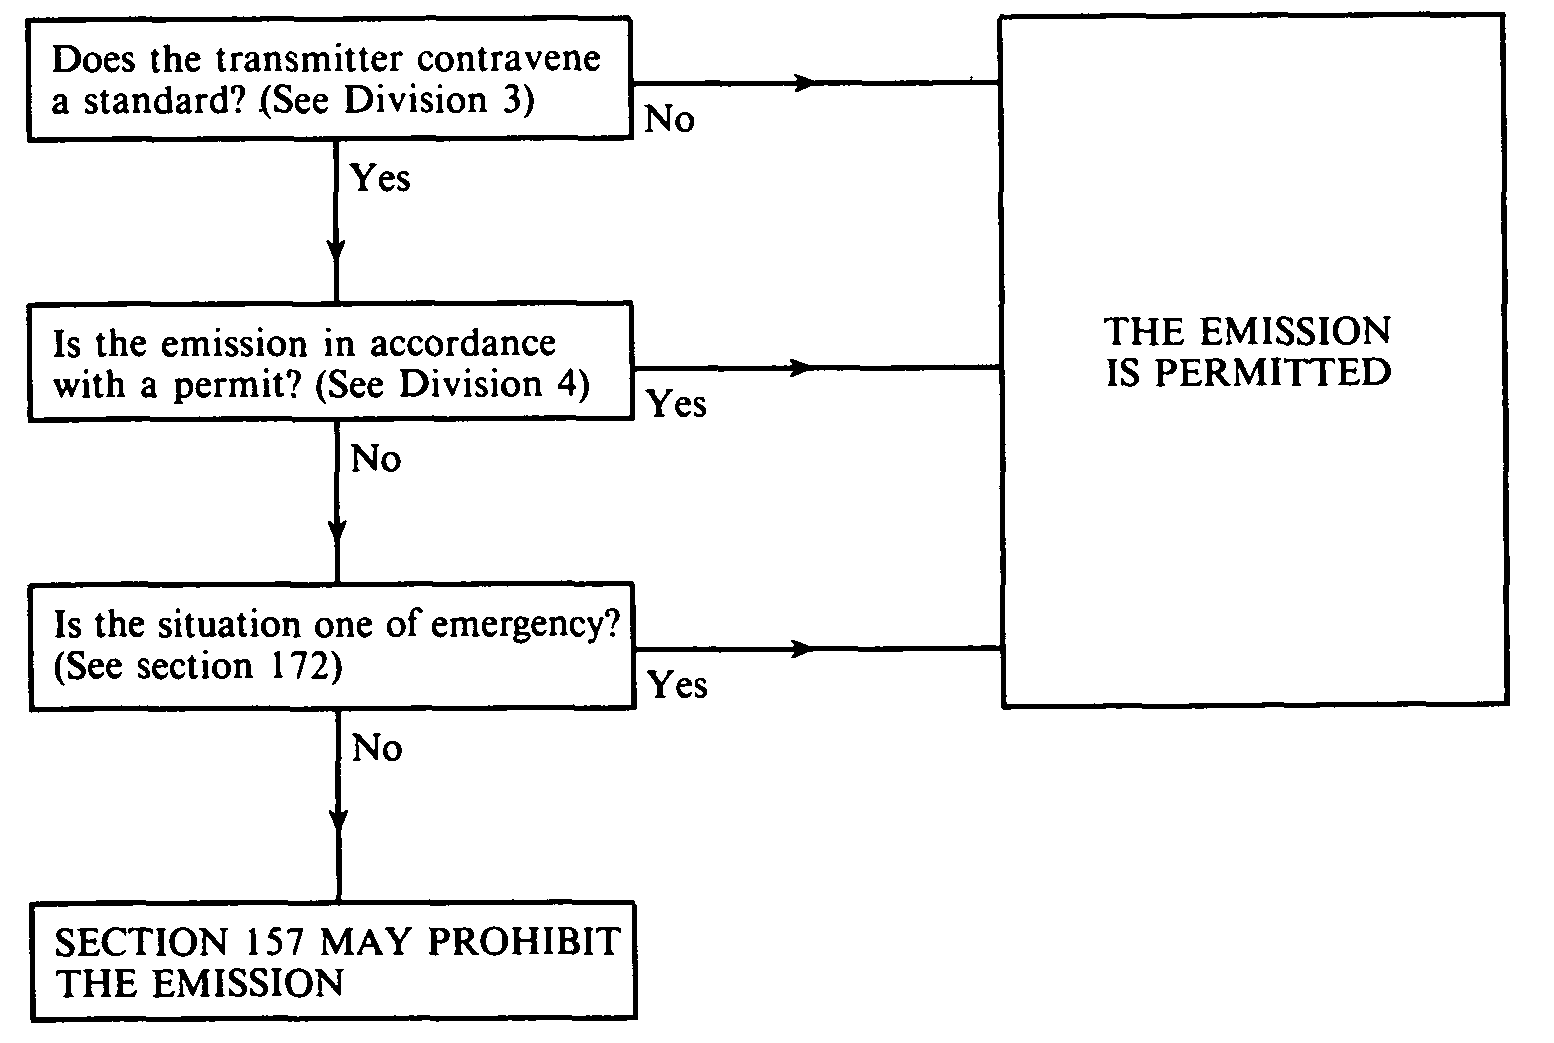 Does the transmitter contravene
a standard? (See Division 3)
No
Yes
Is the emission in accordance
with a permit? (See Division 4)
Yes
No
Is the situation one of emergency?
(See section 172)
Yes
No
SECTION 157 MAY PROHIBIT
THE EMISSION
THE EMISSION
IS PERMITTED